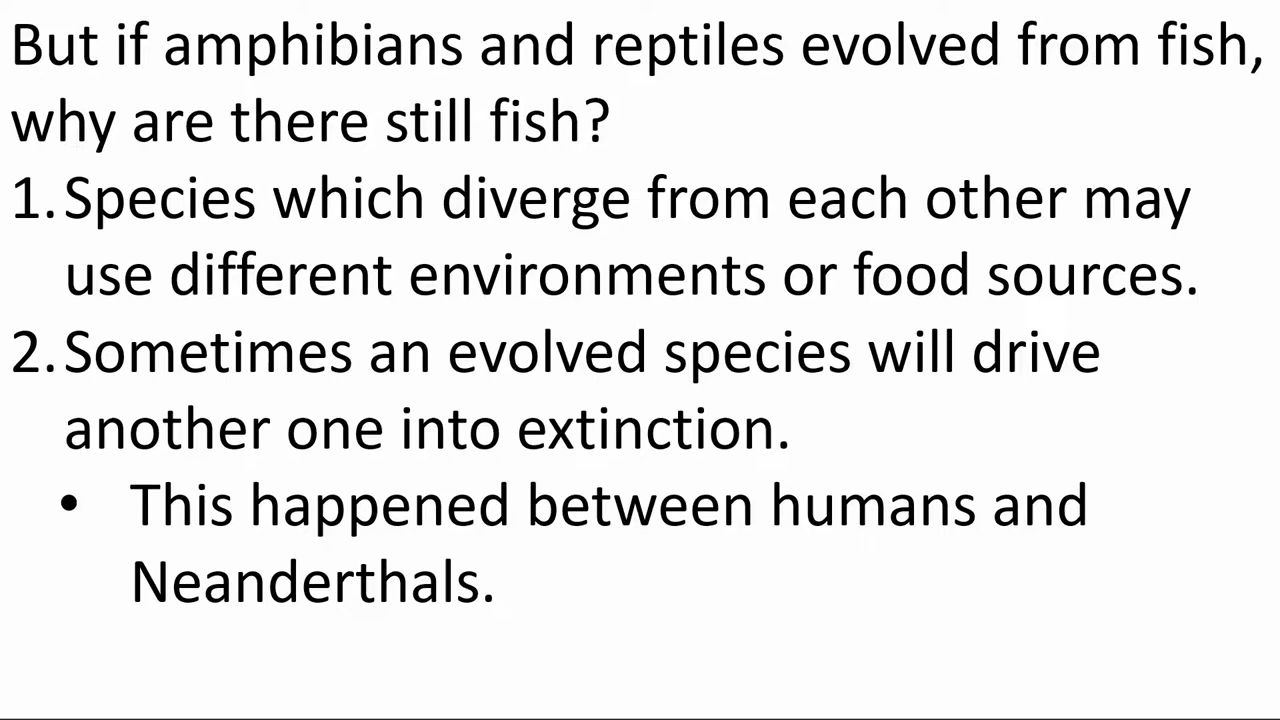 But if amphibians and reptiles evolved from fish,
why are there still fish?
1. Species which diverge from each other may
use different environments or food sources.
2. Sometimes an evolved species will drive
another one into extinction.
• This happened between humans and
Neanderthals.